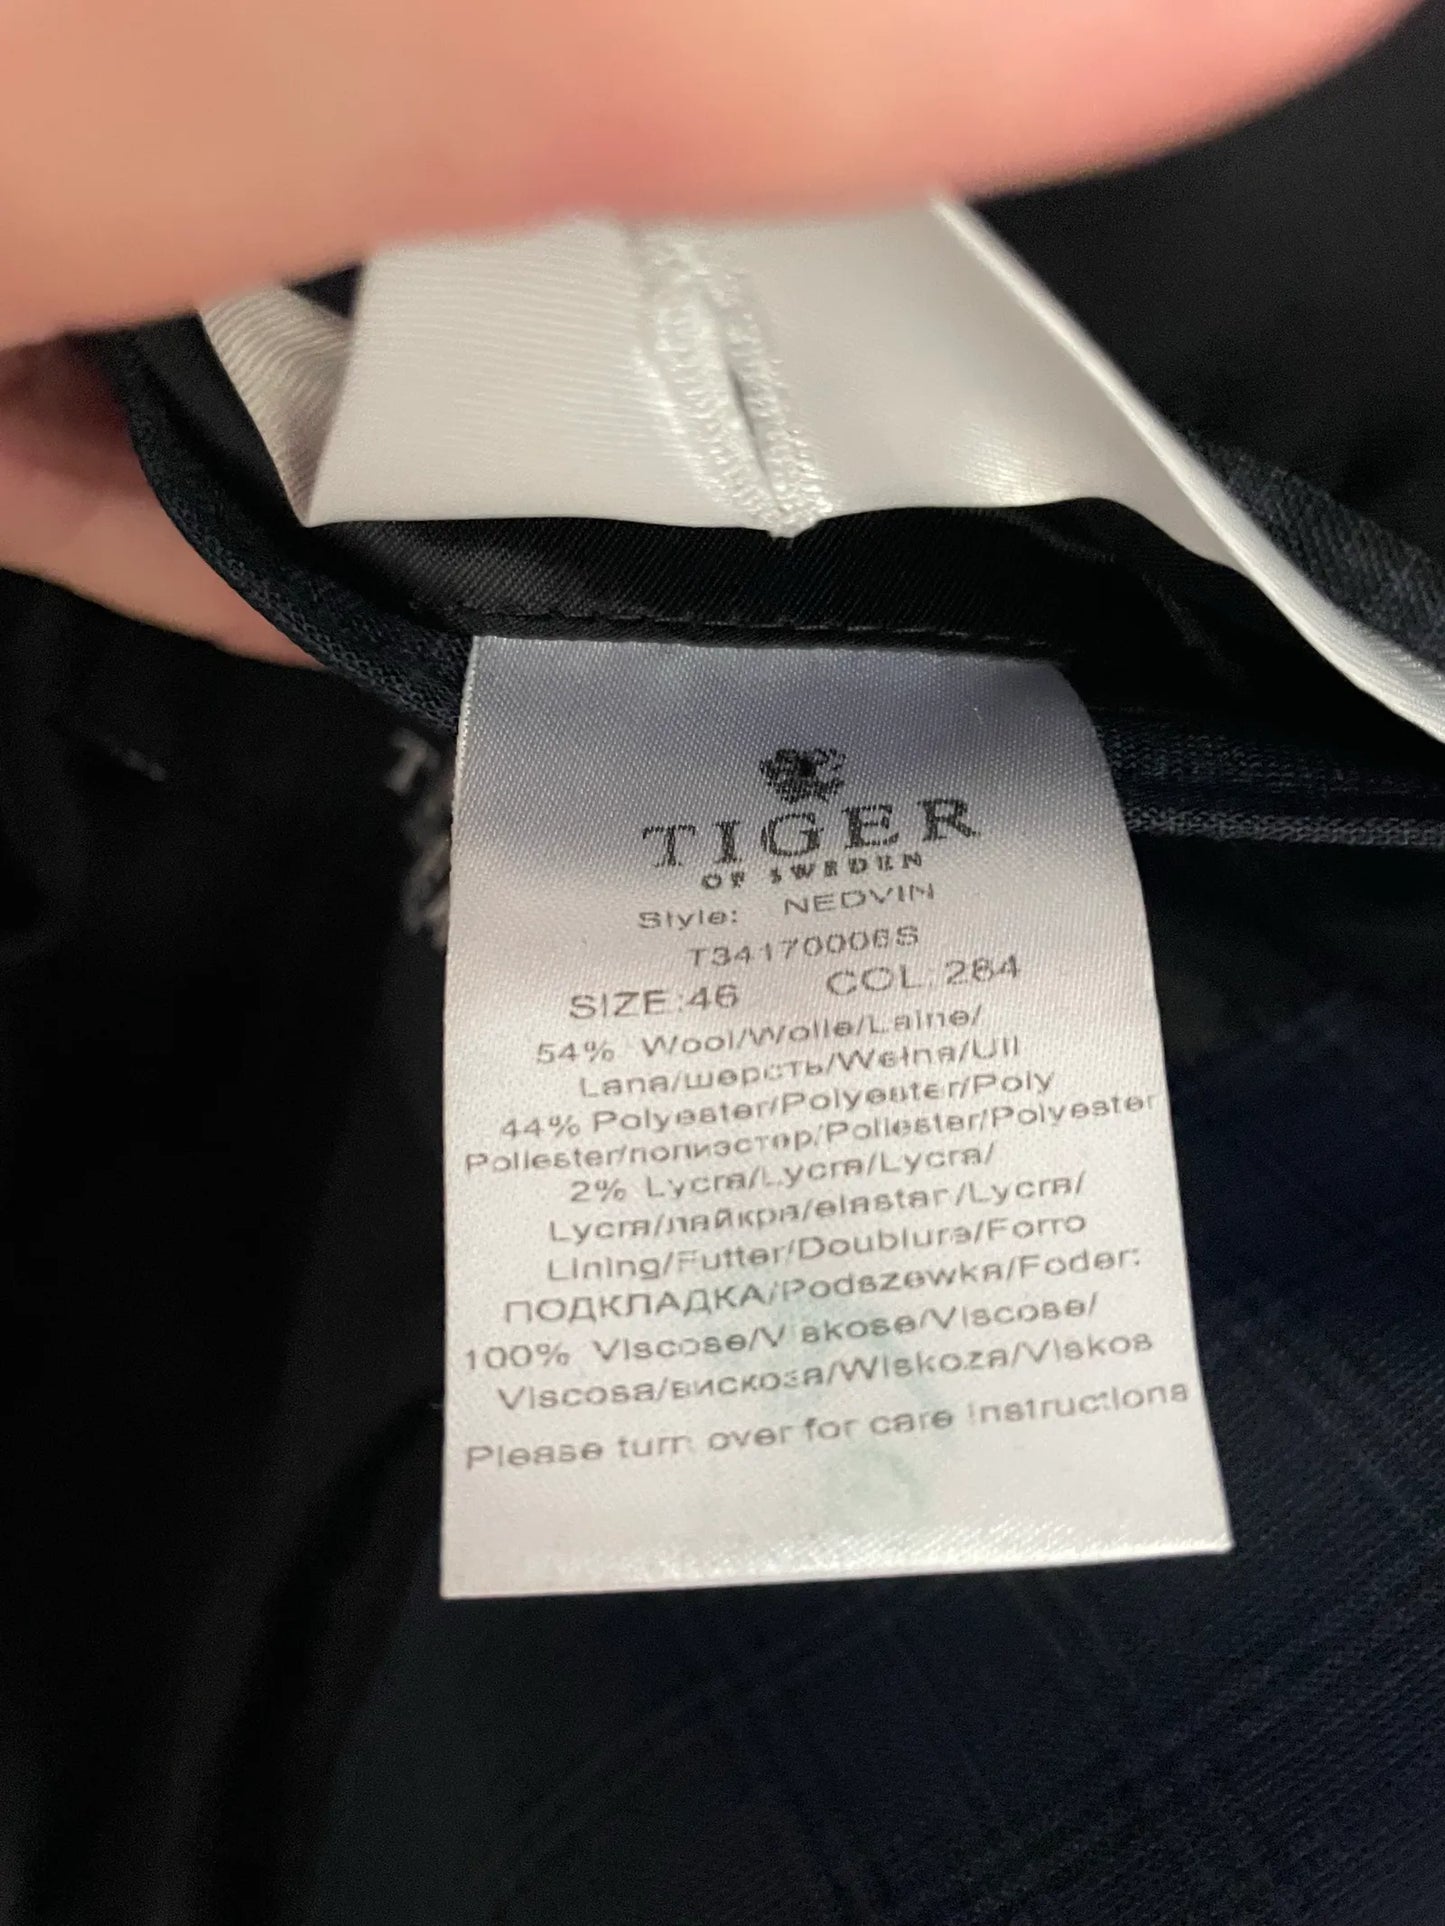 TIGER
OF SWEDEN
Style: NEDVIN
T34170006S
SIZE:46 COL:284
54% Wool/Wolle/Laine/
Lana/шерсть/Wełna/Ull
44% Polyester/Polyester/Poly
Poliester/полиэстер/Poliester/Polyester
2% Lycra/Lycra/Lycra/
Lycra/лайкра/elastar/Lycra/
Lining/Futter/Doublura/Forro
ПОДКЛАДКА/Podszewka/Foder:
100% Viscose/Viskose/Viscose/
Viscosa/вискоза/Wiskoza/Viskos
Please turn over for care instructions